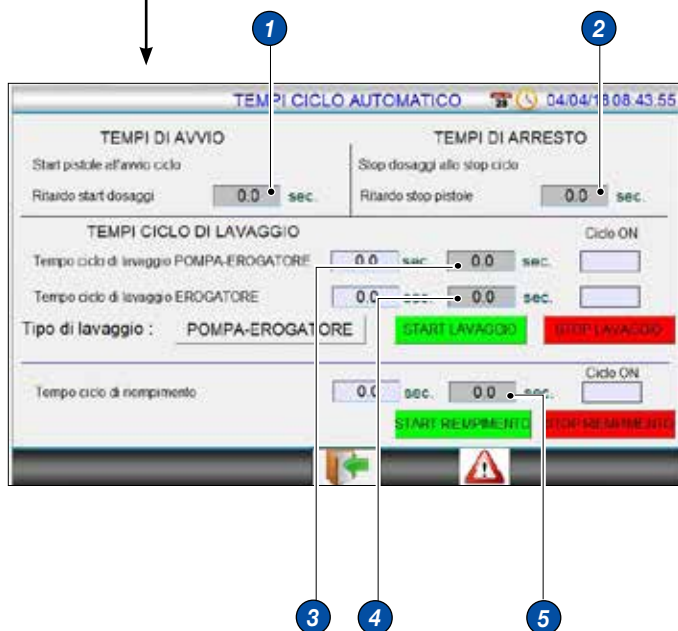 1 2
TEMPI CICLO AUTOMATICO 04/04/18 08:43:55
TEMPI DI AVVIO TEMPI DI ARRESTO
Start pistole all'avvio ciclo Stop dosaggi allo stop ciclo
Ritardo start dosaggi 0.0 sec. Ritardo stop pistole 0.0 sec.
TEMPI CICLO DI LAVAGGIO Ciclo ON
Tempo ciclo di lavaggio POMPA-EROGATORE 0.0 sec. 0.0 sec.
Tempo ciclo di lavaggio EROGATORE 0.0 sec. 0.0 sec.
Tipo di lavaggio : POMPA-EROGATORE START LAVAGGIO STOP LAVAGGIO
Ciclo ON
Tempo ciclo di riempimento 0.0 sec. 0.0 sec.
START RIEMPIMENTO STOP RIEMPIMENTO
3 4 5